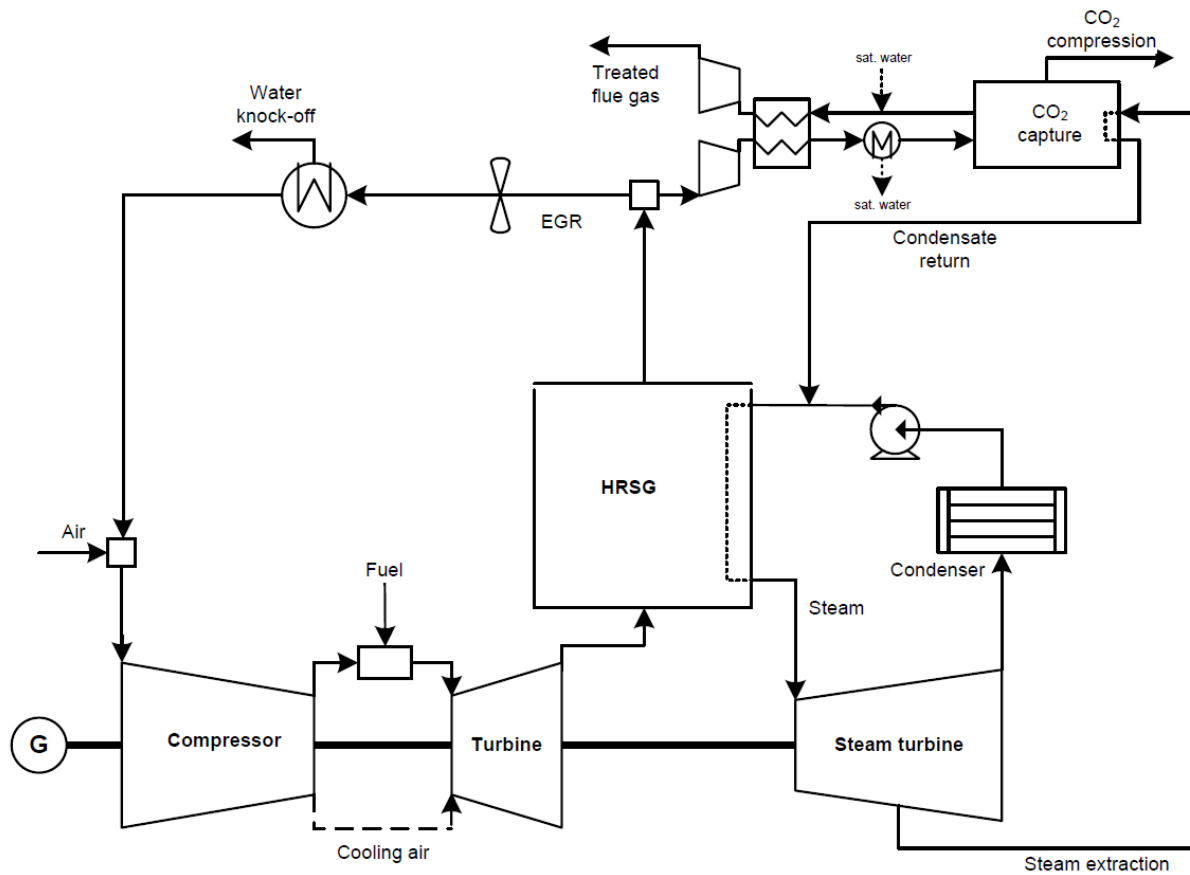 CO₂
compression
sat. water
Treated
flue gas
Water
knock-off
CO₂
capture
EGR
sat. water
Condensate
return
HRSG
Air
Fuel
Condenser
Steam
G
Compressor
Turbine
Steam turbine
Cooling air
Steam extraction